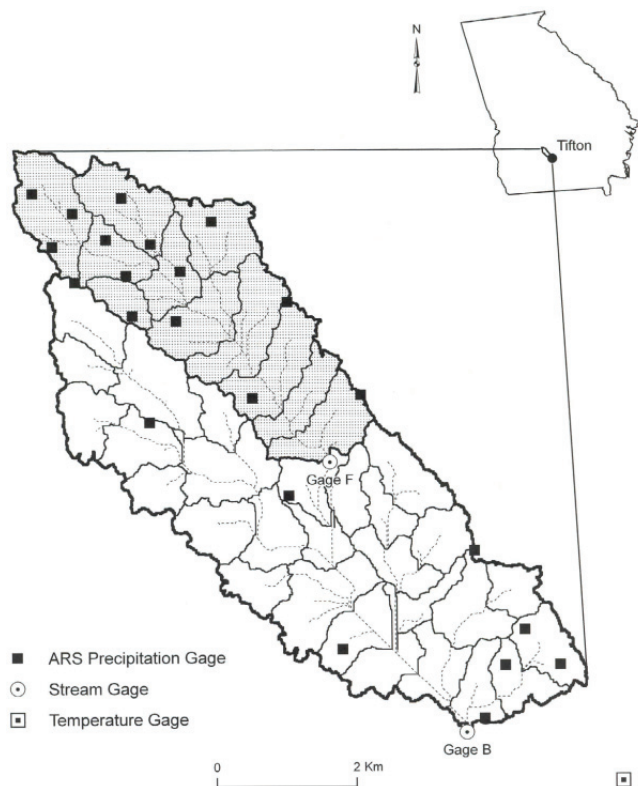 N
Tifton
Gage F
ARS Precipitation Gage
Stream Gage
Temperature Gage
Gage B
0 2 Km